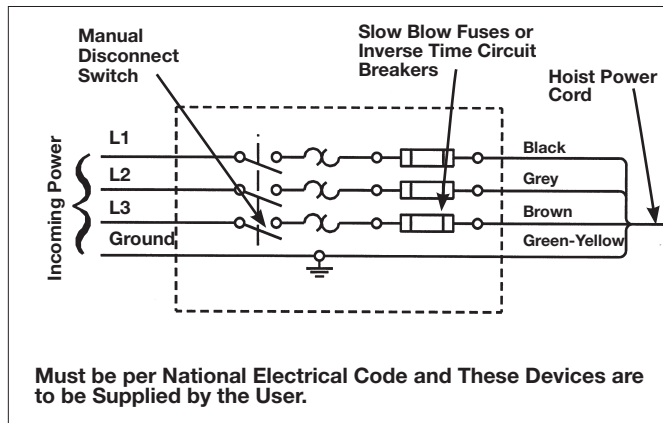 Manual
Disconnect
Switch
Slow Blow Fuses or
Inverse Time Circuit
Breakers
Hoist Power
Cord
Incoming Power
L1
L2
L3
Ground
Black
Grey
Brown
Green-Yellow
Must be per National Electrical Code and These Devices are
to be Supplied by the User.